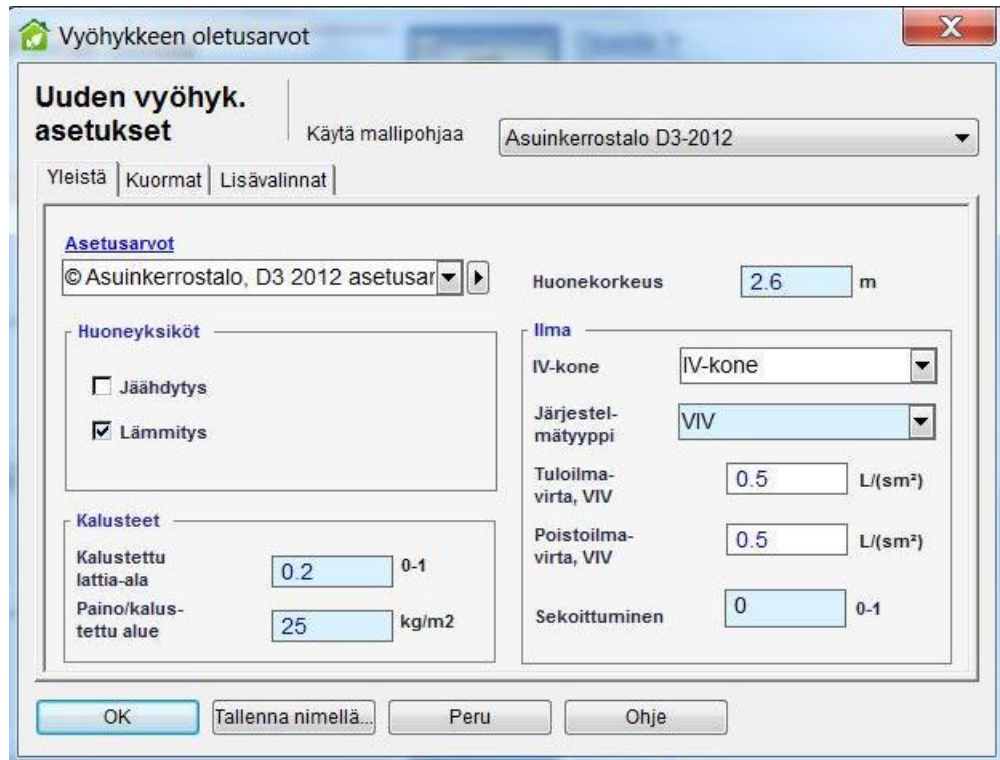 Vyöhykkeen oletusarvot
X
Uuden vyöhyk.
asetukset
Käytä mallipohjaa
Asuinkerrostalo D3-2012
Yleistä
Kuormat
Lisävalinnat
Asetusarvot
© Asuinkerrostalo, D3 2012 asetusar
Huoneyksiköt
Jäähdytys
Lämmitys
Kalusteet
Kalustettu
lattia-ala
0.2
0-1
Paino/kalus-
tettu alue
25
kg/m2
Huonekorkeus
2.6
m
Ilma
IV-kone
IV-kone
Järjestel-
mätyyppi
VIV
Tuloilma-
virta, VIV
0.5
L/(sm²)
Poistoilma-
virta, VIV
0.5
L/(sm²)
Sekoittuminen
0
0-1
OK
Tallenna nimellä...
Peru
Ohje